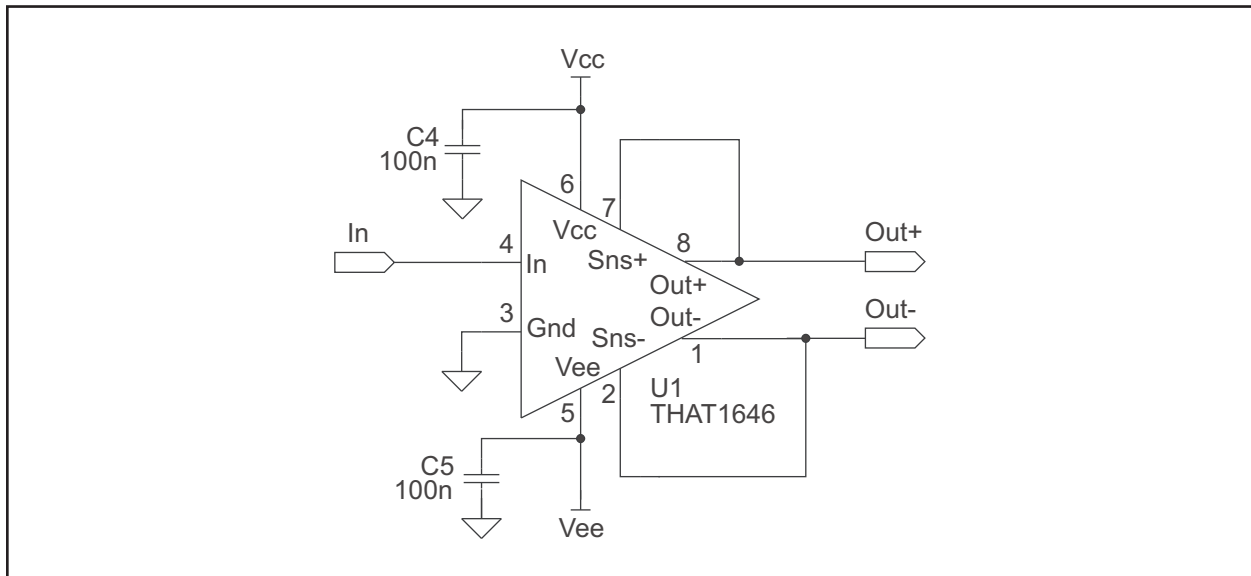 Vcc
C4
100n
6
7
Vcc
In
4
8
Out+
In
Sns+
Out+
3
Gnd
Out-
Out-
Sns-
1
Vee
2
U1
THAT1646
5
C5
100n
Vee